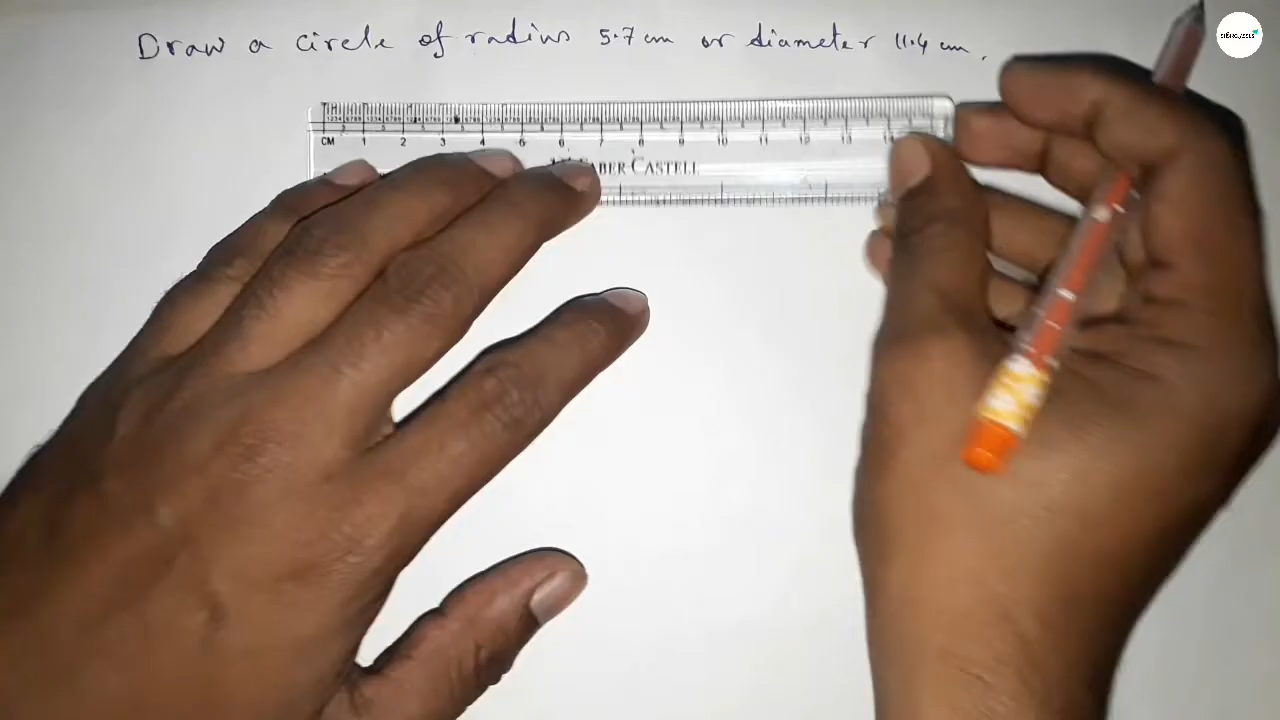 Draw a circle of radius 5.7 cm or diameter 11.4 cm.
CM 1 2 3 4 5 6 7 8 9 10 11 12 13 14
FABER CASTELL